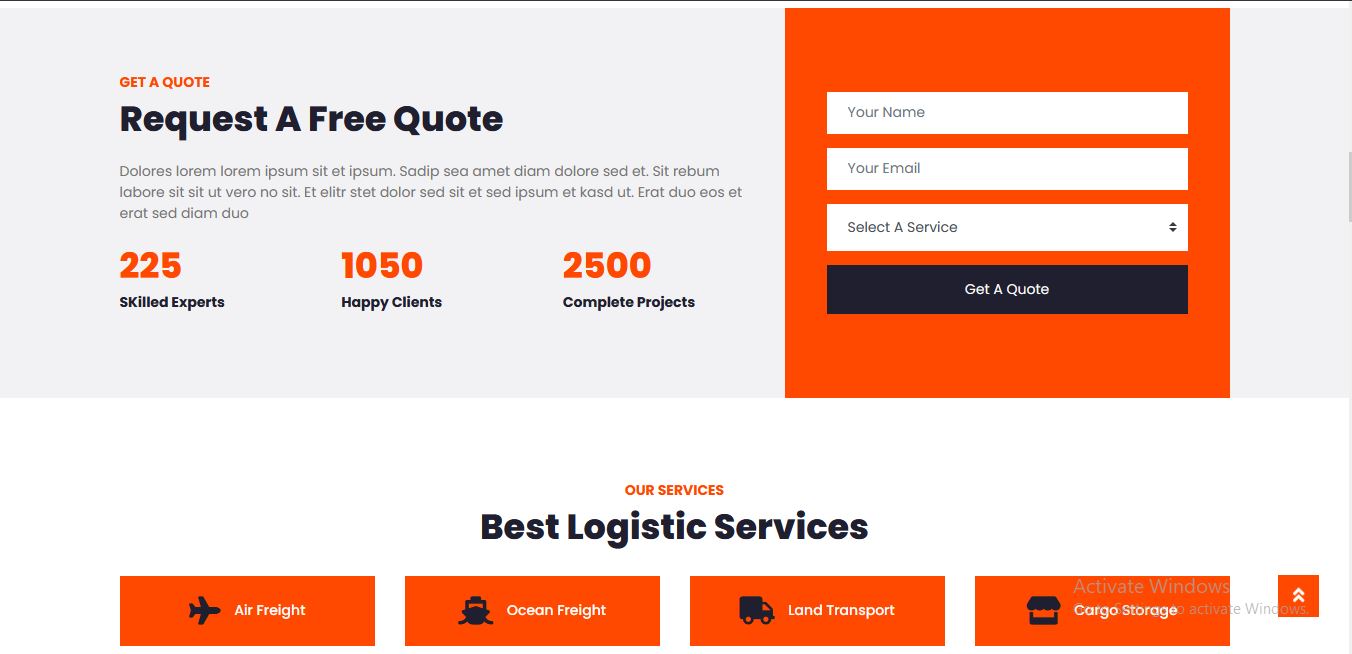 GET A QUOTE
Request A Free Quote
Dolores lorem lorem ipsum sit et ipsum. Sadip sea amet diam dolore sed et. Sit rebum
labore sit sit ut vero no sit. Et elitr stet dolor sed sit et sed ipsum et kasd ut. Erat duo eos et
erat sed diam duo
225
SKilled Experts
1050
Happy Clients
2500
Complete Projects
Your Name
Your Email
Select A Service
Get A Quote
OUR SERVICES
Best Logistic Services
Air Freight
Ocean Freight
Land Transport
Cargo Storage
Activate Windows
Go to Settings to activate Windows.